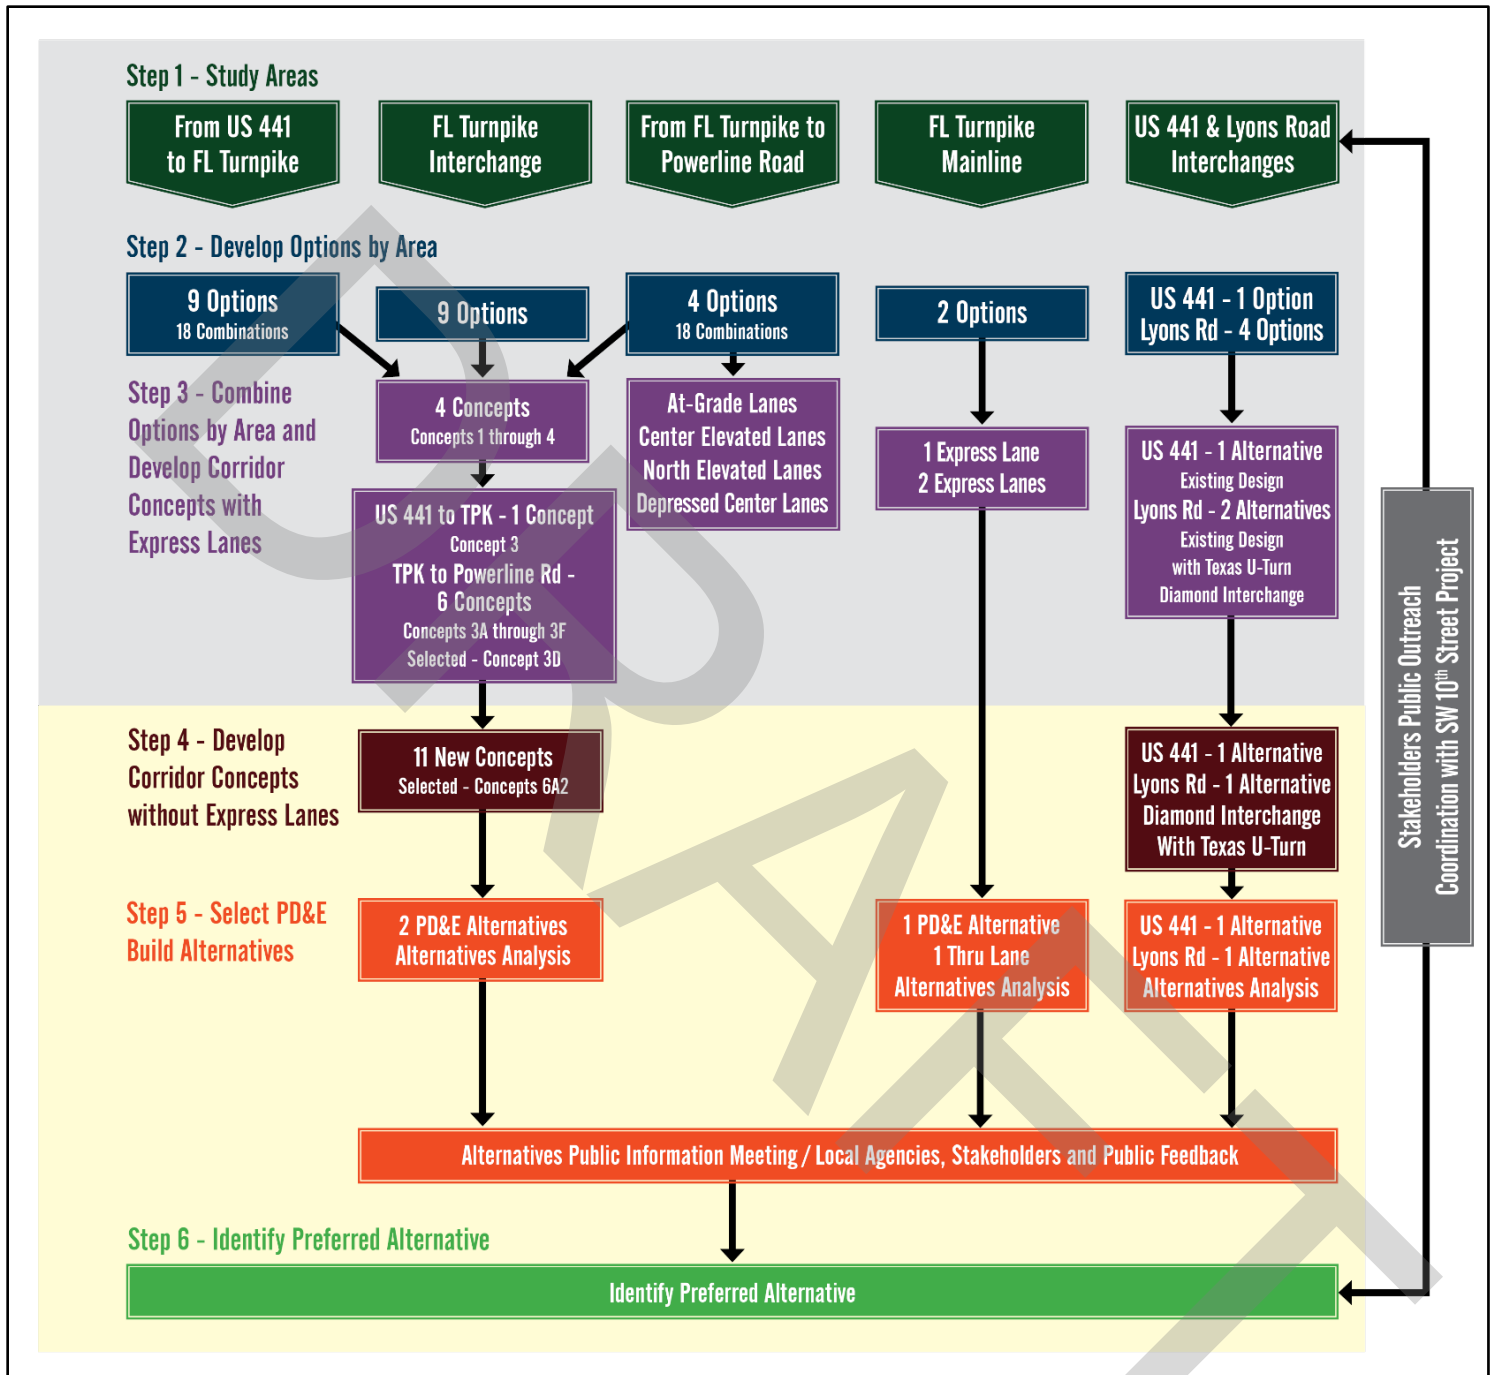 Step 1 - Study Areas
From US 441
to FL Turnpike
FL Turnpike
Interchange
From FL Turnpike to
Powerline Road
FL Turnpike
Mainline
US 441 & Lyons Road
Interchanges
Step 2 - Develop Options by Area
9 Options
18 Combinations
9 Options
4 Options
18 Combinations
2 Options
US 441 - 1 Option
Lyons Rd - 4 Options
Step 3 - Combine
Options by Area and
Develop Corridor
Concepts with
Express Lanes
4 Concepts
Concepts 1 through 4
At-Grade Lanes
Center Elevated Lanes
North Elevated Lanes
Depressed Center Lanes
1 Express Lane
2 Express Lanes
US 441 - 1 Alternative
Existing Design
Lyons Rd - 2 Alternatives
Existing Design
with Texas U-Turn
Diamond Interchange
US 441 to TPK - 1 Concept
Concept 3
TPK to Powerline Rd -
6 Concepts
Concepts 3A through 3F
Selected - Concept 3D
Step 4 - Develop
Corridor Concepts
without Express Lanes
11 New Concepts
Selected - Concepts 6A2
US 441 - 1 Alternative
Lyons Rd - 1 Alternative
Diamond Interchange
With Texas U-Turn
Step 5 - Select PD&E
Build Alternatives
2 PD&E Alternatives
Alternatives Analysis
1 PD&E Alternative
1 Thru Lane
Alternatives Analysis
US 441 - 1 Alternative
Lyons Rd - 1 Alternative
Alternatives Analysis
Alternatives Public Information Meeting / Local Agencies, Stakeholders and Public Feedback
Step 6 - Identify Preferred Alternative
Identify Preferred Alternative
Stakeholders Public Outreach
Coordination with SW 10th Street Project
DRAFT